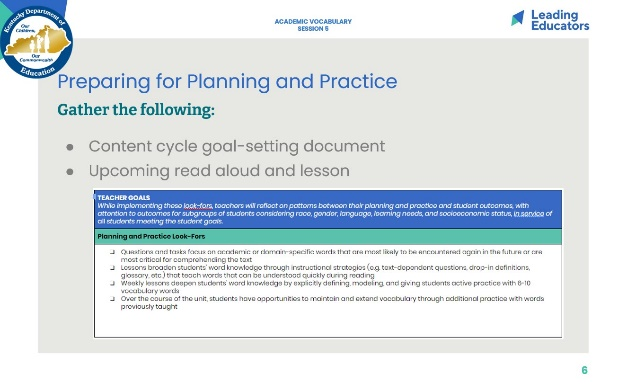 Kentucky Department of
Our Children,
Our Commonwealth
Education
ACADEMIC VOCABULARY
SESSION 5
Leading
Educators
Preparing for Planning and Practice
Gather the following:
● Content cycle goal-setting document
● Upcoming read aloud and lesson
TEACHER GOALS
While implementing these look-fors, teachers will reflect on patterns between their planning and practice and student outcomes, with
attention to outcomes for subgroups of students considering race, gender, language, learning needs, and socioeconomic status, in service of
all students meeting the student goals.
Planning and Practice Look-Fors
❑ Questions and tasks focus on academic or domain-specific words that are most likely to be encountered again in the future or are
most critical for comprehending the text
❑ Lessons broaden students' word knowledge through instructional strategies (e.g. text-dependent questions, drop-in definitions,
glossary, etc.) that teach words that can be understood quickly during reading
❑ Weekly lessons deepen students' word knowledge by explicitly defining, modeling, and giving students active practice with 6-10
vocabulary words
❑ Over the course of the unit, students have opportunities to maintain and extend vocabulary through additional practice with words
previously taught
6